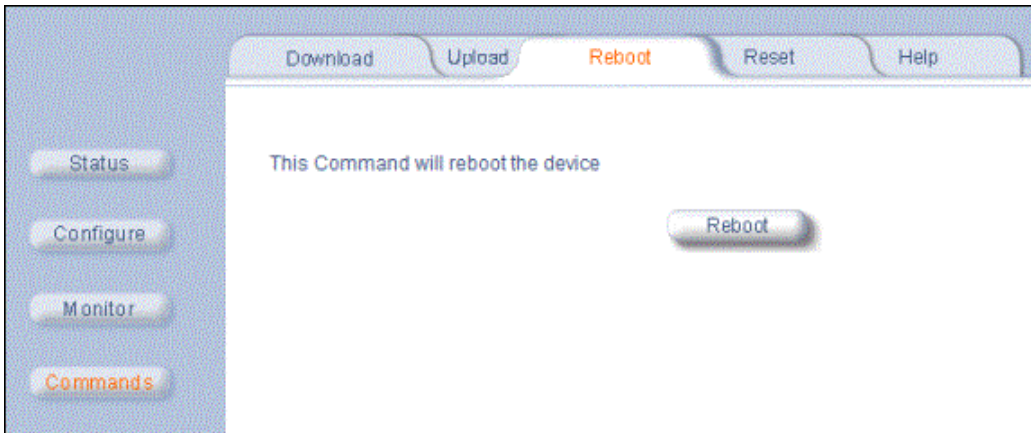 Download Upload Reboot Reset Help
Status
This Command will reboot the device
Configure
Reboot
Monitor
Commands